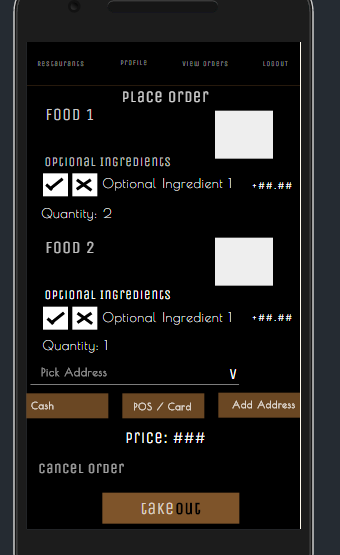 Restaurants Profile View Orders Logout
Place Order
FOOD 1
Optional Ingredients
Optional Ingredient 1 +##.##
Quantity: 2
FOOD 2
Optional Ingredients
Optional Ingredient 1 +##.##
Quantity: 1
Pick Address V
Cash POS / Card Add Address
Price: ###
Cancel Order
takeout